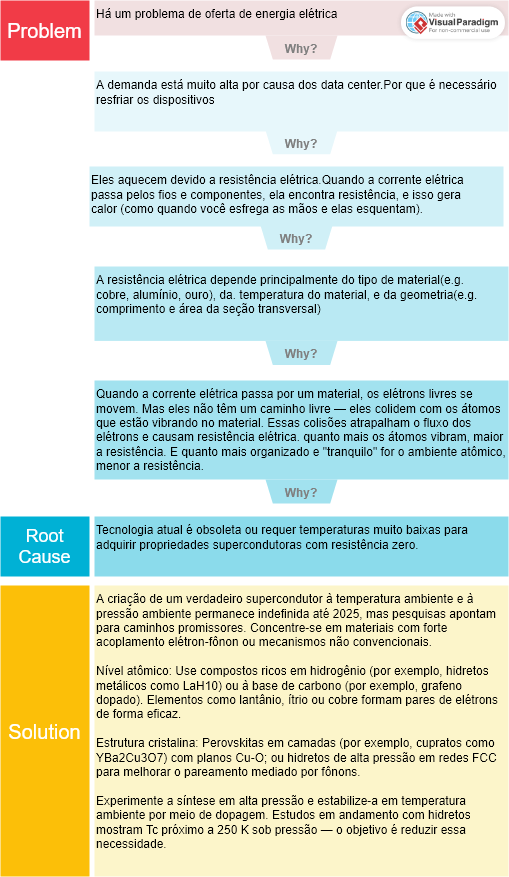 Problem
Há um problema de oferta de energia elétrica
Made with
VisualParadigm
For non-commercial use
Why?
A demanda está muito alta por causa dos data center.Por que é necessário
resfriar os dispositivos
Why?
Eles aquecem devido a resistência elétrica.Quando a corrente elétrica
passa pelos fios e componentes, ela encontra resistência, e isso gera
calor (como quando você esfrega as mãos e elas esquentam).
Why?
A resistência elétrica depende principalmente do tipo de material(e.g.
cobre, alumínio, ouro), da. temperatura do material, e da geometria(e.g.
comprimento e área da seção transversal)
Why?
Quando a corrente elétrica passa por um material, os elétrons livres se
movem. Mas eles não têm um caminho livre — eles colidem com os átomos
que estão vibrando no material. Essas colisões atrapalham o fluxo dos
elétrons e causam resistência elétrica. quanto mais os átomos vibram, maior
a resistência. E quanto mais organizado e "tranquilo" for o ambiente atômico,
menor a resistência.
Why?
Root
Cause
Tecnologia atual é obsoleta ou requer temperaturas muito baixas para
adquirir propriedades supercondutoras com resistência zero.
Solution
A criação de um verdadeiro supercondutor à temperatura ambiente e à
pressão ambiente permanece indefinida até 2025, mas pesquisas apontam
para caminhos promissores. Concentre-se em materiais com forte
acoplamento elétron-fônon ou mecanismos não convencionais.
Nível atômico: Use compostos ricos em hidrogênio (por exemplo, hidretos
metálicos como LaH10) ou à base de carbono (por exemplo, grafeno
dopado). Elementos como lantânio, ítrio ou cobre formam pares de elétrons
de forma eficaz.
Estrutura cristalina: Perovskitas em camadas (por exemplo, cupratos como
YBa2Cu3O7) com planos Cu-O; ou hidretos de alta pressão em redes FCC
para melhorar o pareamento mediado por fônons.
Experimente a síntese em alta pressão e estabilize-a em temperatura
ambiente por meio de dopagem. Estudos em andamento com hidretos
mostram Tc próximo a 250 K sob pressão — o objetivo é reduzir essa
necessidade.